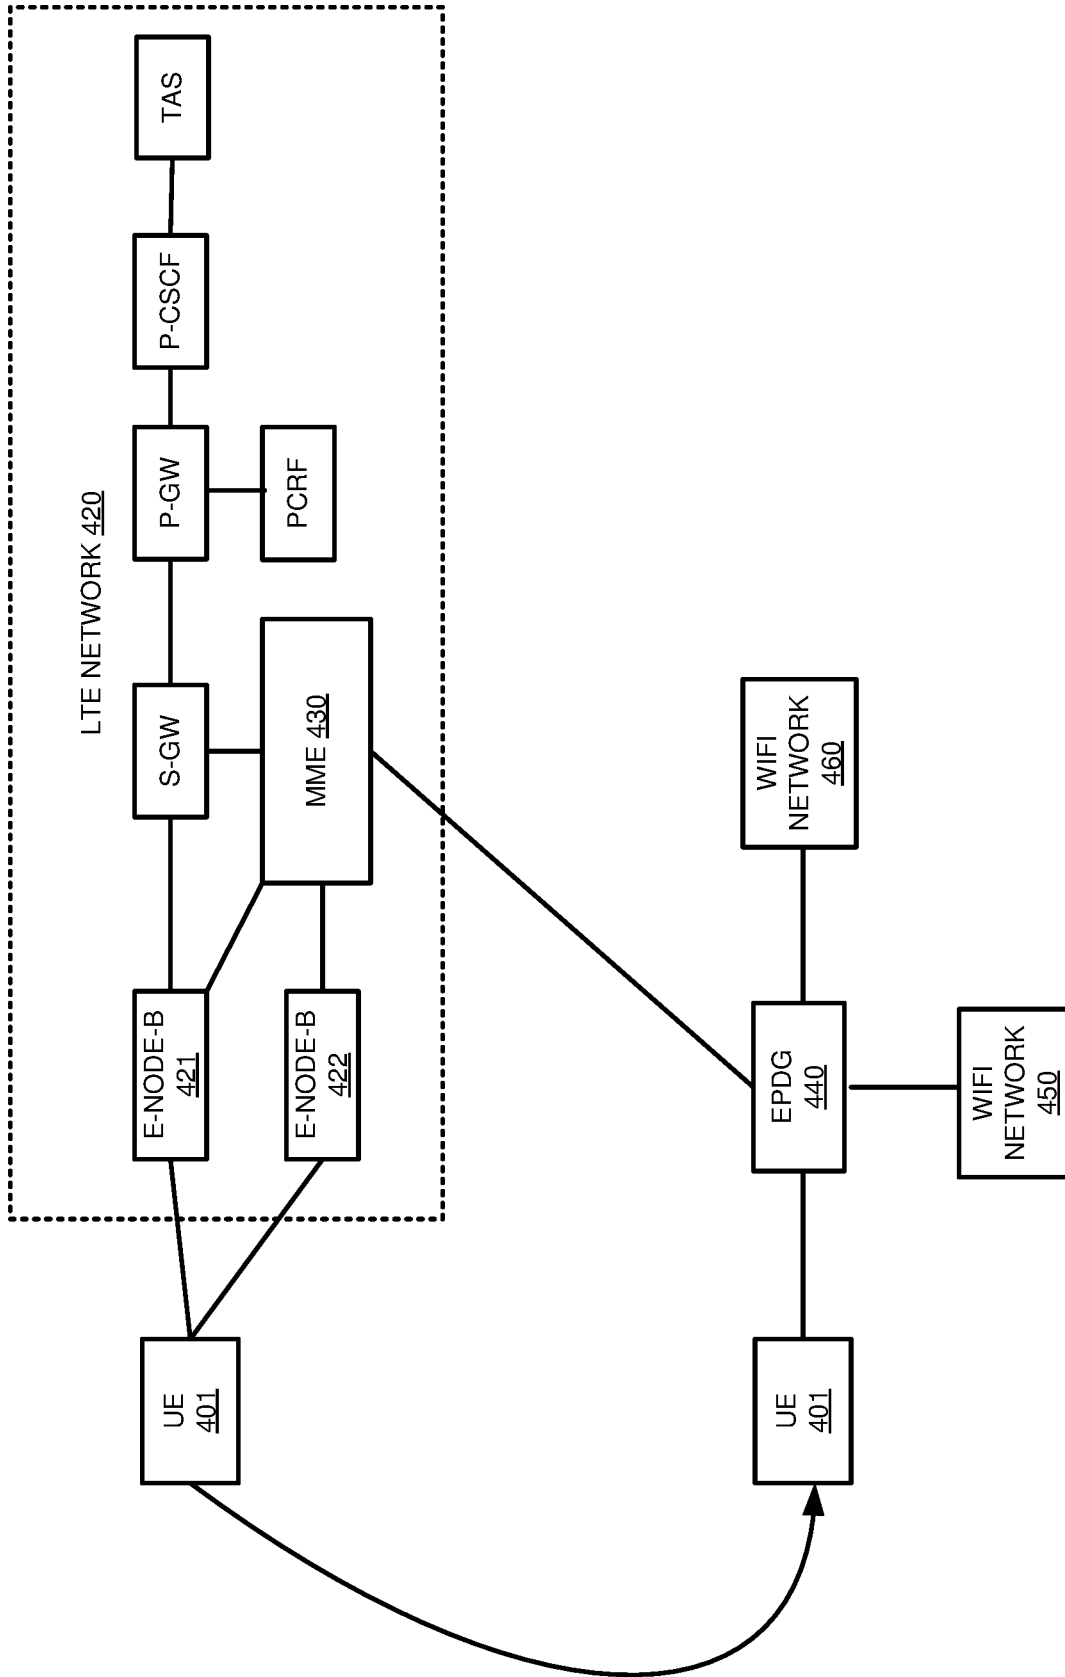 LTE NETWORK 420
UE
401
E-NODE-B
421
S-GW
P-GW
P-CSCF
TAS
E-NODE-B
422
MME 430
PCRF
UE
401
EPDG
440
WIFI
NETWORK
460
WIFI
NETWORK
450